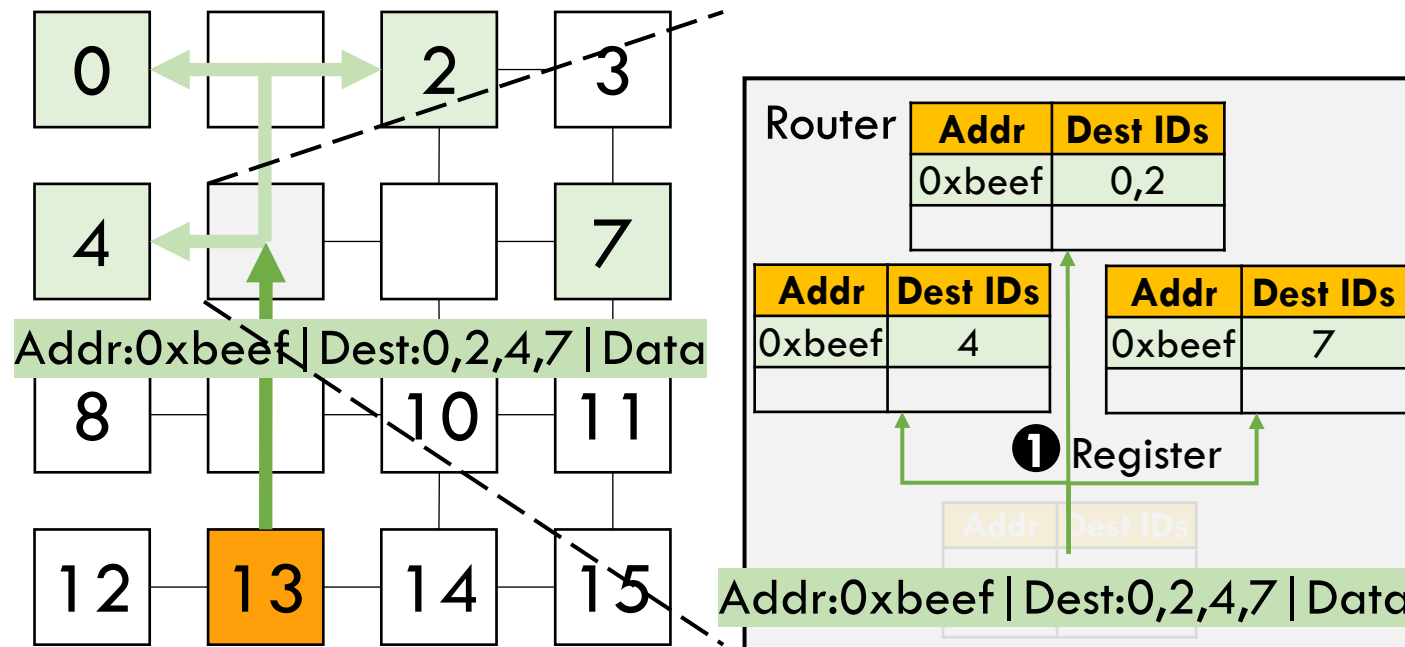 0 2 3
4 7
Addr:0xbeef|Dest:0,2,4,7|Data
8 10 11
12 13 14 15
Router
Addr Dest IDs
0xbeef 0,2
Addr Dest IDs
0xbeef 4
Addr Dest IDs
0xbeef 7
❶ Register
Addr Dest IDs
Addr:0xbeef|Dest:0,2,4,7|Data